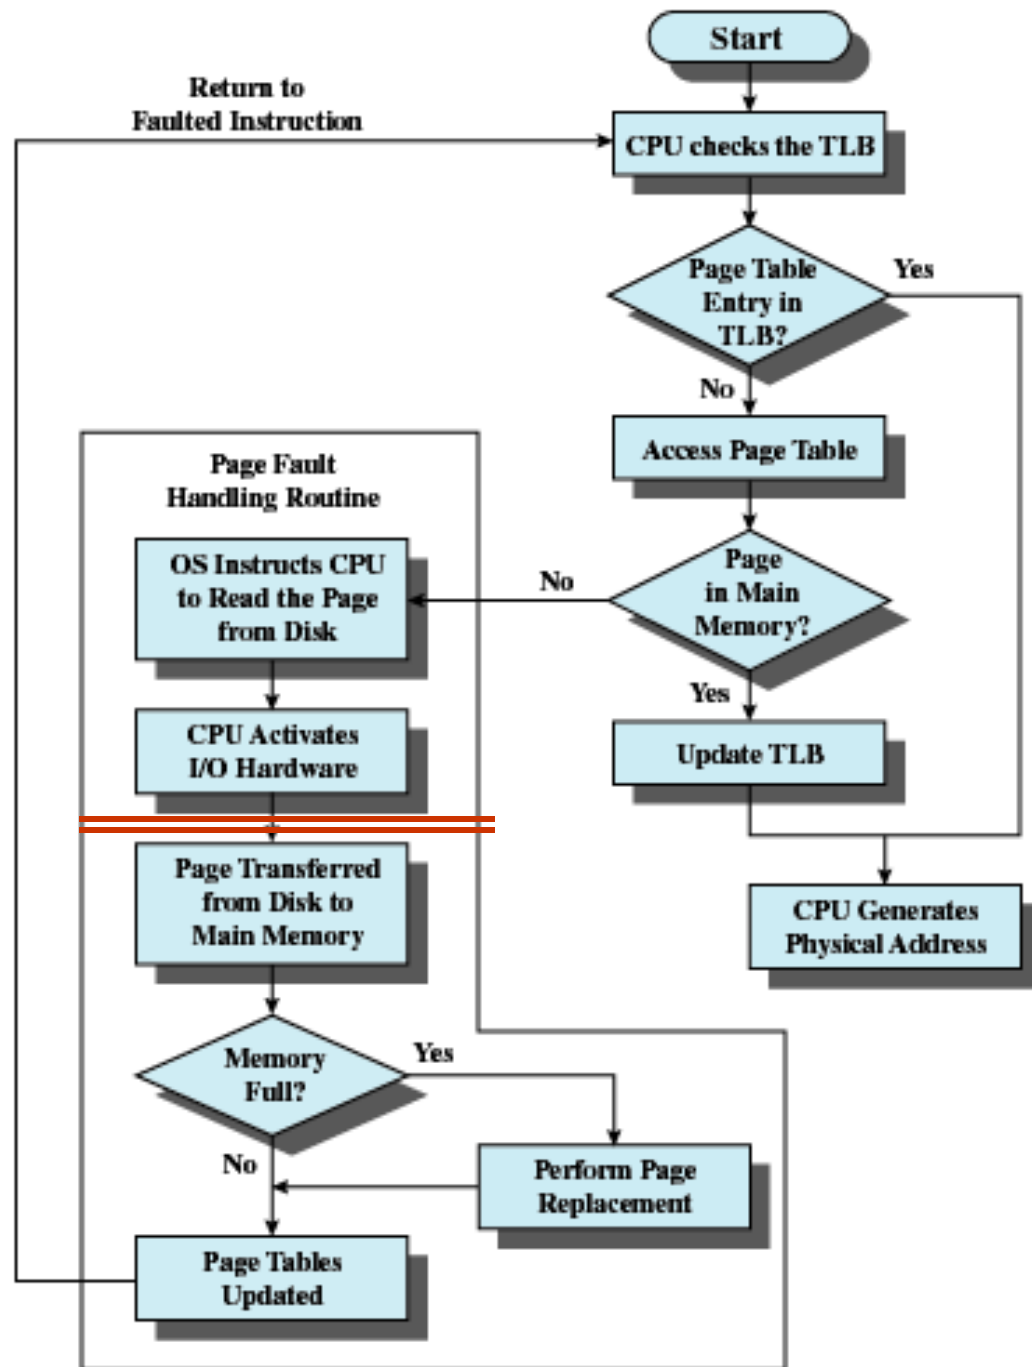 Start
Return to
Faulted Instruction
CPU checks the TLB
Page Table
Entry in
TLB?
Yes
No
Access Page Table
Page Fault
Handling Routine
OS Instructs CPU
to Read the Page
from Disk
No
Page
in Main
Memory?
Yes
CPU Activates
I/O Hardware
Update TLB
Page Transferred
from Disk to
Main Memory
CPU Generates
Physical Address
Memory
Full?
Yes
No
Perform Page
Replacement
Page Tables
Updated